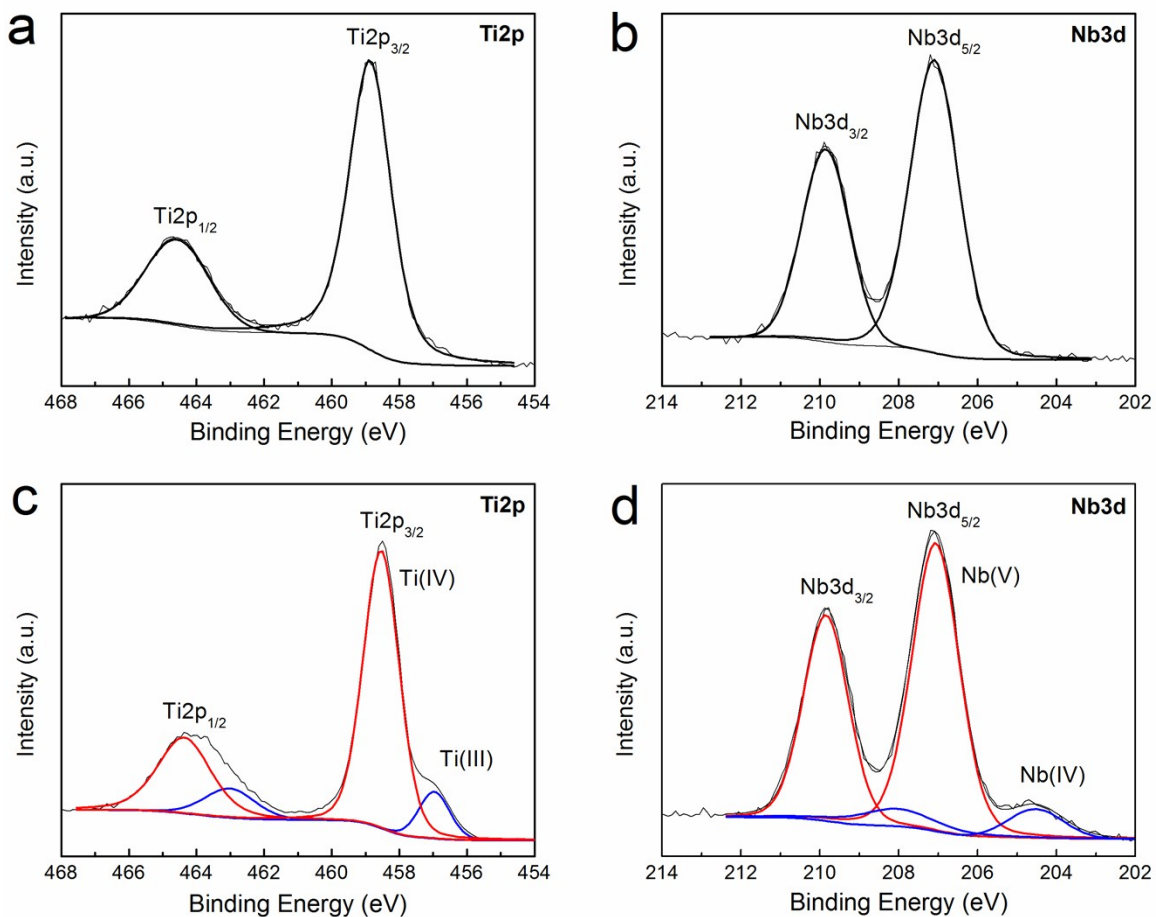 a
Ti2p
Ti2p3/2
Ti2p1/2
Intensity (a.u.)
468 466 464 462 460 458 456 454
Binding Energy (eV)
b
Nb3d
Nb3d5/2
Nb3d3/2
Intensity (a.u.)
214 212 210 208 206 204 202
Binding Energy (eV)
c
Ti2p
Ti2p3/2
Ti(IV)
Ti2p1/2
Ti(III)
Intensity (a.u.)
468 466 464 462 460 458 456 454
Binding Energy (eV)
d
Nb3d
Nb3d5/2
Nb(V)
Nb3d3/2
Nb(IV)
Intensity (a.u.)
214 212 210 208 206 204 202
Binding Energy (eV)